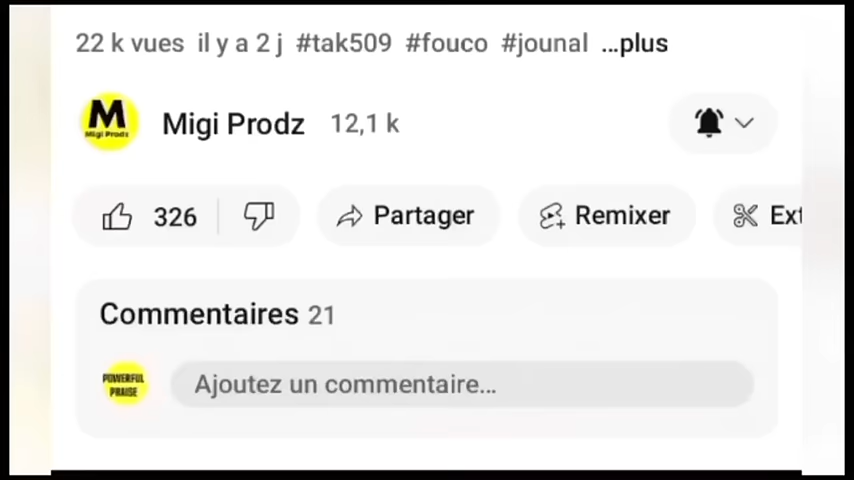 22 k vues il y a 2 j #tak509 #fouco #jounal ...plus
M
Migi Prodz
Migi Prodz 12,1 k
326 Partager Remixer Ext
Commentaires 21
POWERFUL
PRAISE
Ajoutez un commentaire...